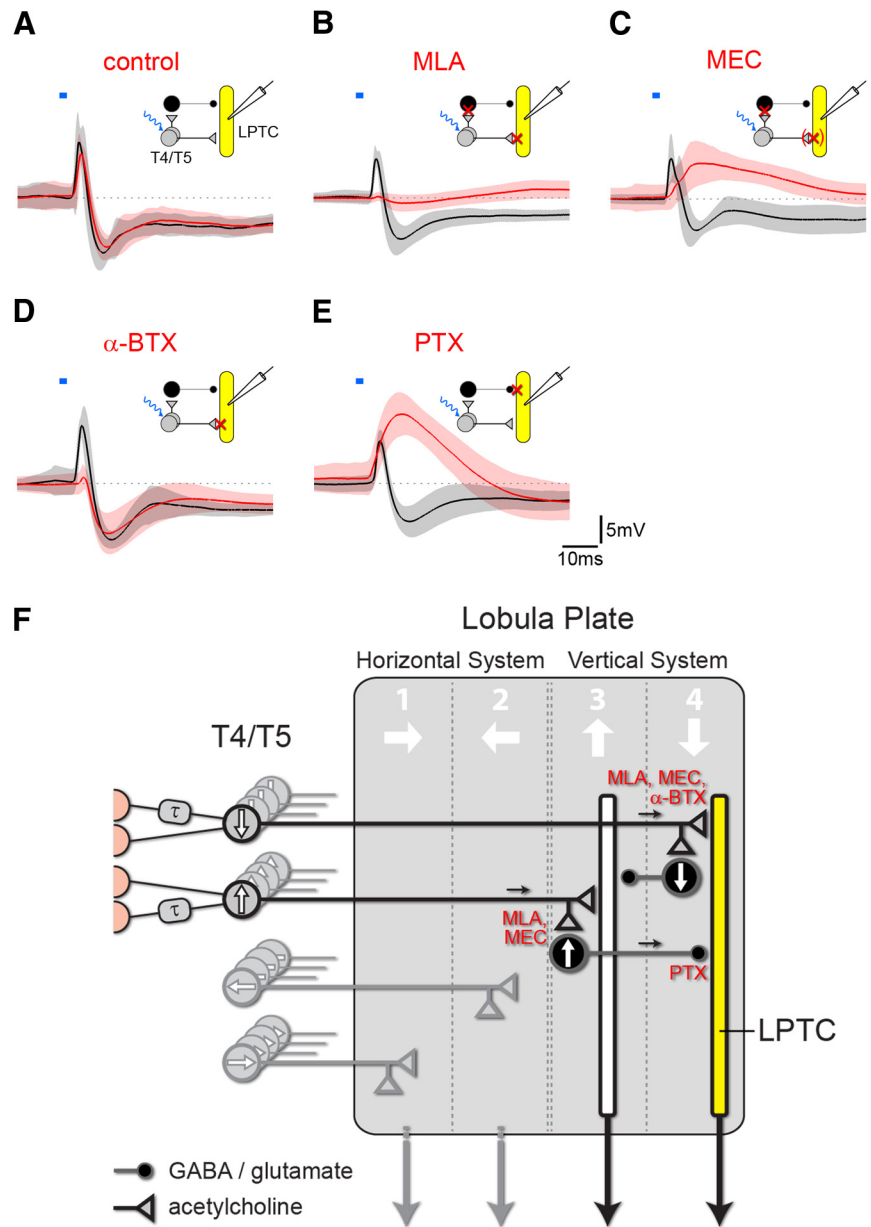 A
control
LPTC
T4/T5
B
MLA
C
MEC
D
α-BTX
E
PTX
5mV
10ms
F
Lobula Plate
Horizontal System
Vertical System
1
2
3
4
T4/T5
MLA, MEC,
α-BTX
τ
τ
MLA,
MEC
PTX
LPTC
GABA / glutamate
acetylcholine